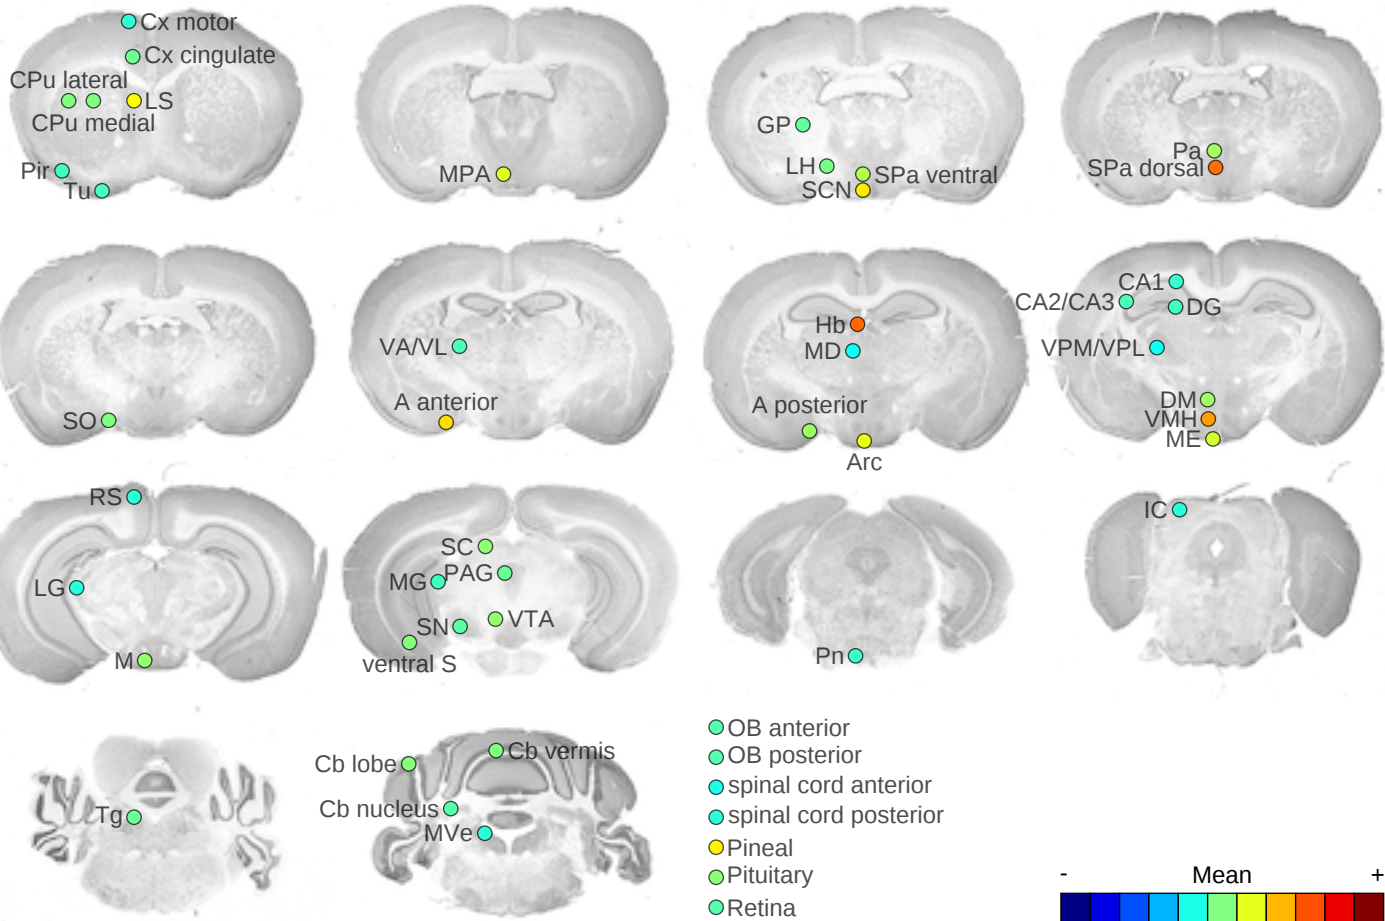 Cx motor
Cx cingulate
CPu lateral
LS
CPu medial
Pir
Tu
MPA
GP
LH
SPa ventral
SCN
Pa
SPa dorsal
SO
VA/VL
A anterior
Hb
MD
A posterior
Arc
CA1
CA2/CA3
DG
VPM/VPL
DM
VMH
ME
RS
LG
M
SC
PAG
MG
VTA
SN
ventral S
Pn
IC
Tg
Cb vermis
Cb lobe
Cb nucleus
MVe
OB anterior
OB posterior
spinal cord anterior
spinal cord posterior
Pineal
Pituitary
Retina
- Mean +